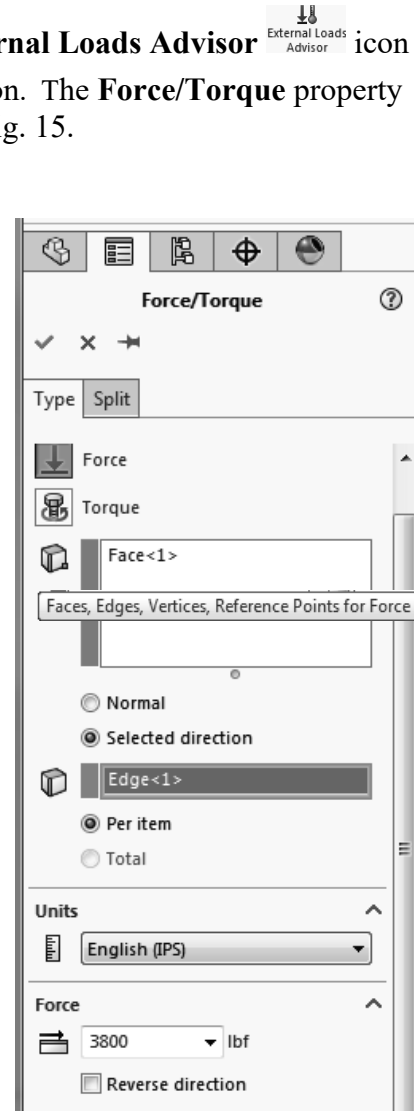 rnal Loads Advisor External Loads Advisor icon
on. The Force/Torque property
g. 15.
Force/Torque
Type Split
Force
Torque
Face<1>
Faces, Edges, Vertices, Reference Points for Force
Normal
Selected direction
Edge<1>
Per item
Total
Units
English (IPS)
Force
3800 lbf
Reverse direction